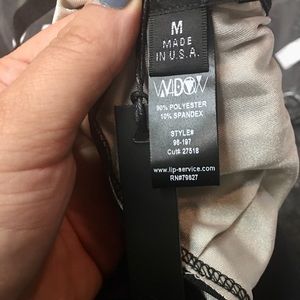 M
MADE
IN U.S.A.
WIDOW
90% POLYESTER
10% SPANDEX
STYLE#
98-197
Cut# 27518
www.lip-service.com
RN#79827